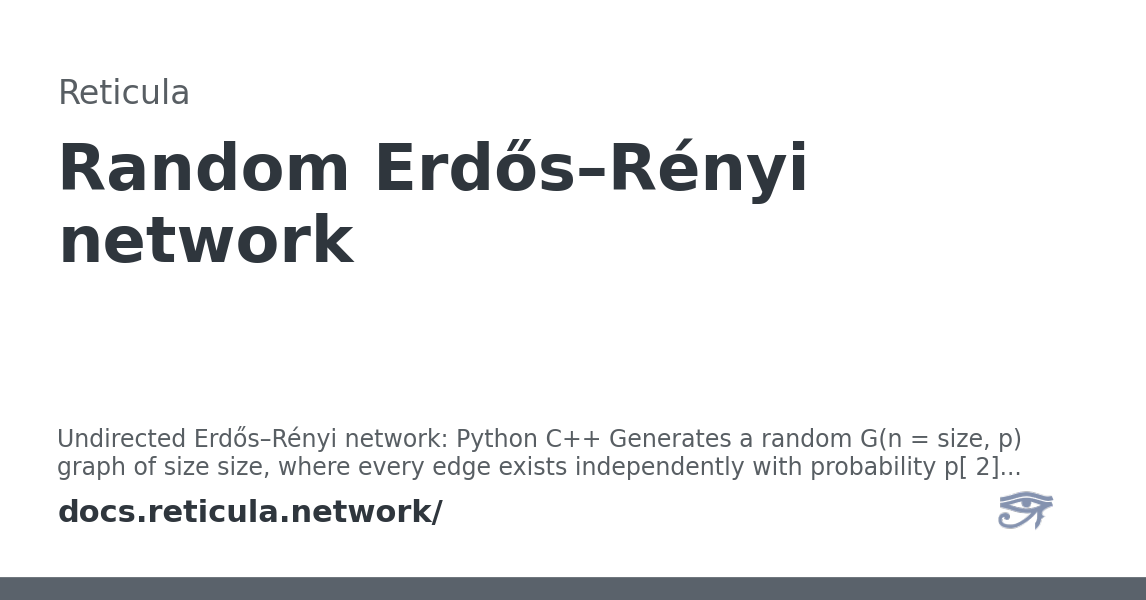 Reticula
Random Erdős–Rényi
network
Undirected Erdős–Rényi network: Python C++ Generates a random G(n = size, p)
graph of size size, where every edge exists independently with probability p[ 2]...
docs.reticula.network/